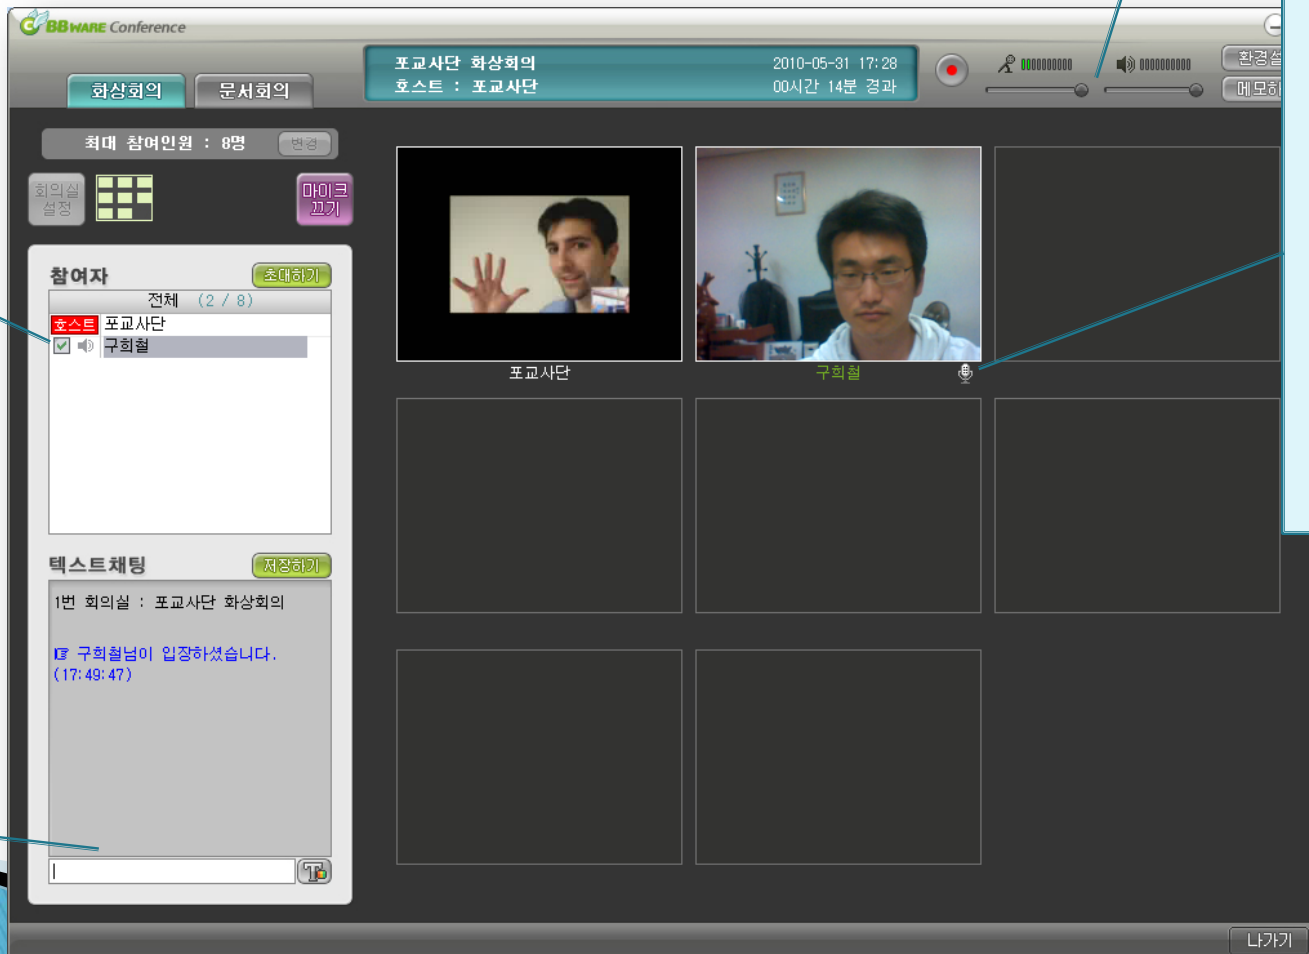 BBWARE Conference
포교사단 화상회의
2010-05-31 17:28
환경설
호스트 : 포교사단
00시간 14분 경과
메모하
화상회의
문서회의
최대 참여인원 : 8명
변경
회의실
설정
마이크
끄기
참여자
초대하기
전체 (2 / 8)
호스트 포교사단
구희철
포교사단
구희철
텍스트채팅
저장하기
1번 회의실 : 포교사단 화상회의
☞ 구희철님이 입장하셨습니다.
(17:49:47)
나가기